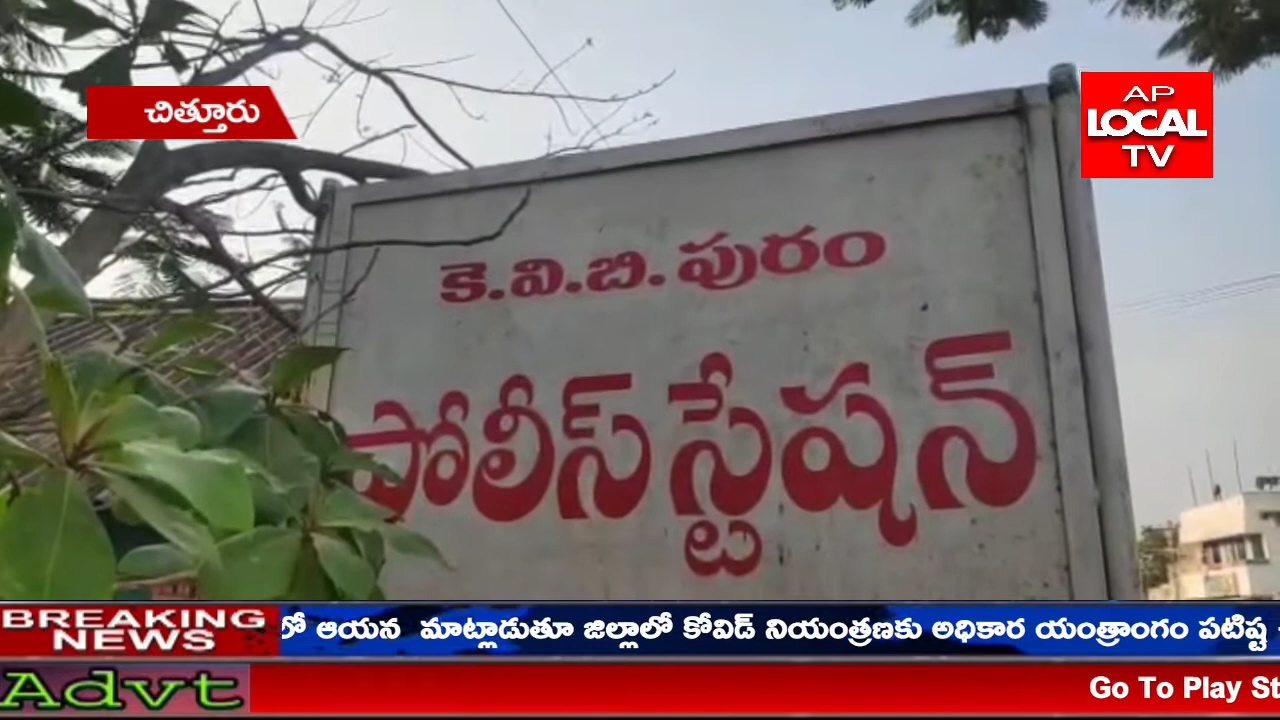 చిత్తూరు
AP
LOCAL
TV
కె.వి.బి.పురం
పోలీస్ స్టేషన్
BREAKING
NEWS
ఆయన మాట్లాడుతూ జిల్లాలో కోవిడ్ నియంత్రణకు అధికార యంత్రాంగం పటిష్ట
Advt
Go To Play St